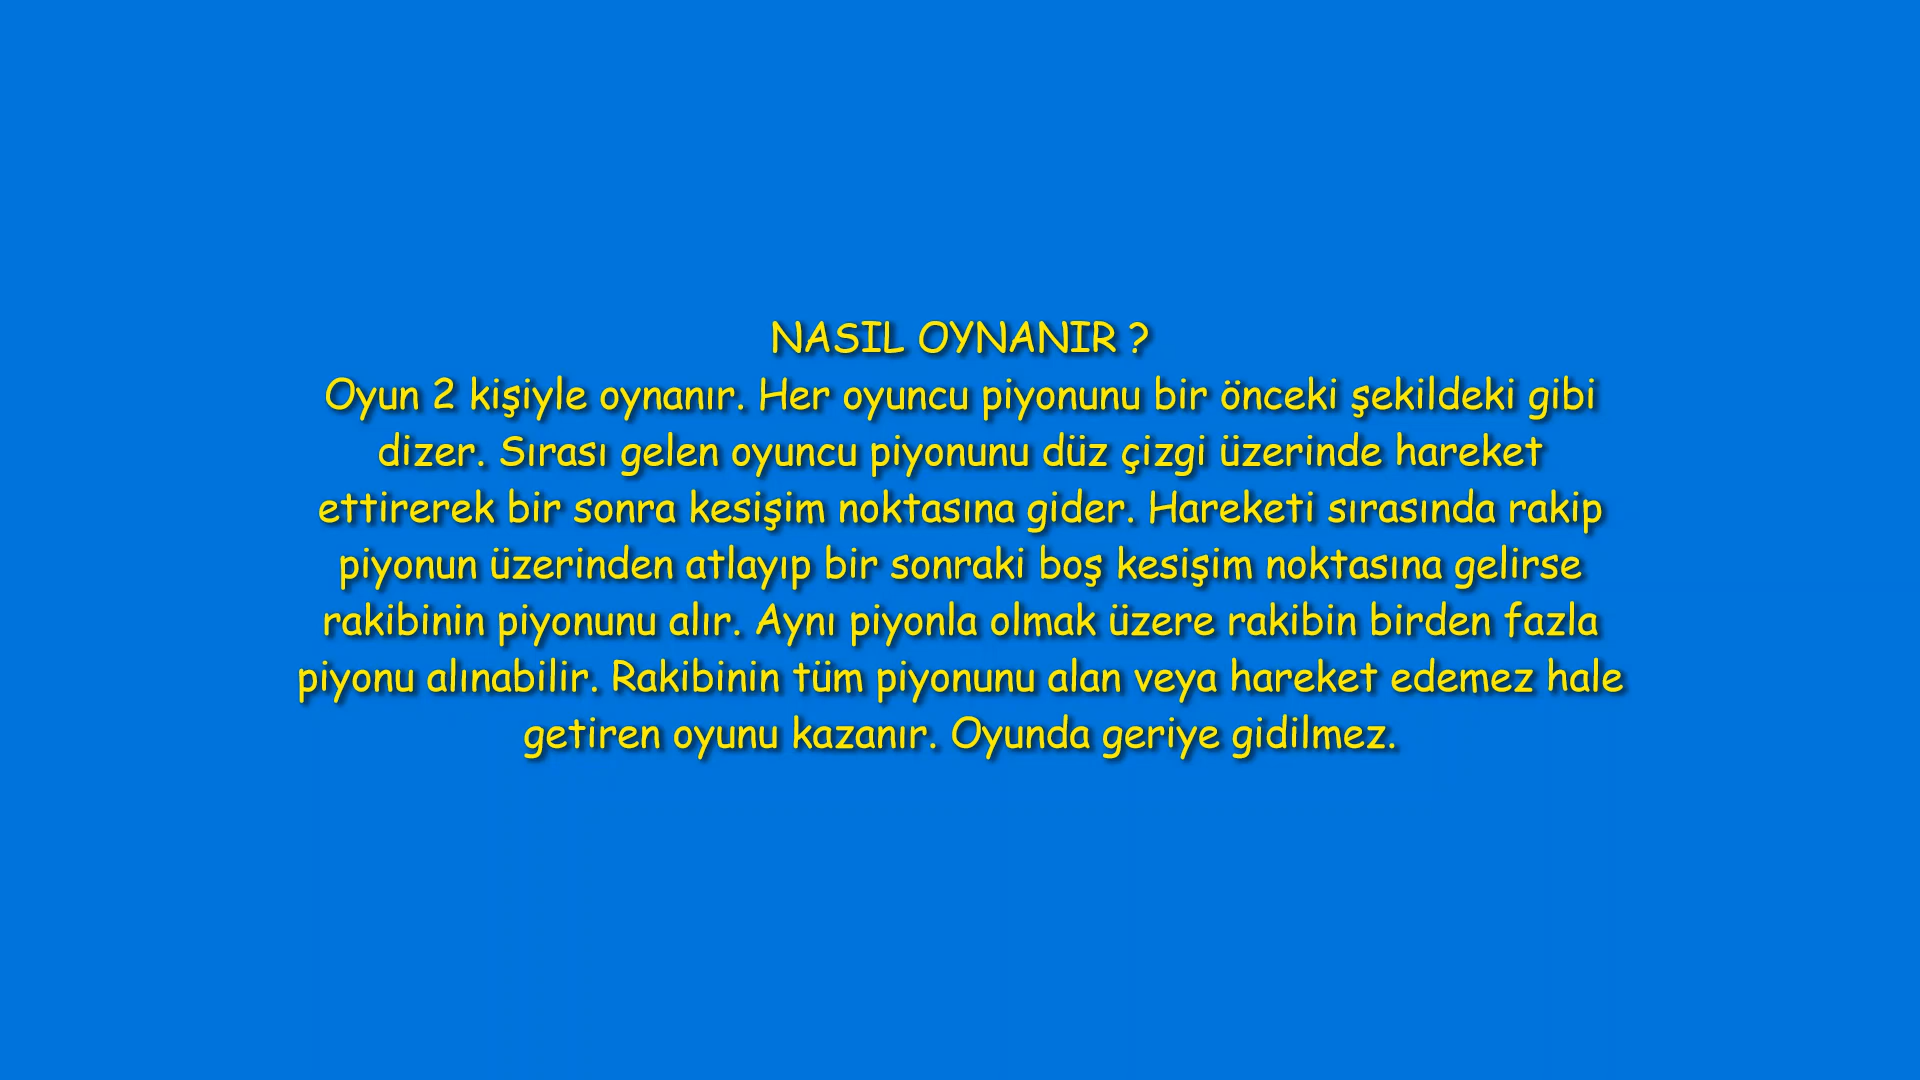 NASIL OYNANIR ?
Oyun 2 kişiyle oynanır. Her oyuncu piyonunu bir önceki şekildeki gibi
dizer. Sırası gelen oyuncu piyonunu düz çizgi üzerinde hareket
ettirerek bir sonra kesişim noktasına gider. Hareketi sırasında rakip
piyonun üzerinden atlayıp bir sonraki boş kesişim noktasına gelirse
rakibinin piyonunu alır. Aynı piyonla olmak üzere rakibin birden fazla
piyonu alınabilir. Rakibinin tüm piyonunu alan veya hareket edemez hale
getiren oyunu kazanır. Oyunda geriye gidilmez.